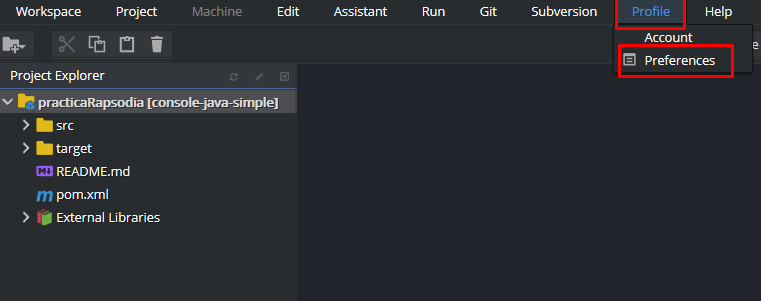 Workspace Project Machine Edit Assistant Run Git Subversion Profile Help
Account
Preferences
Project Explorer
practicaRapsodia [console-java-simple]
src
target
README.md
m pom.xml
External Libraries